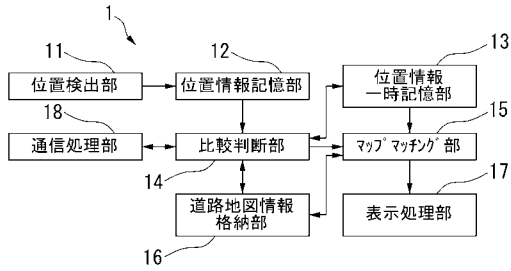 1
11
位置検出部
12
位置情報記憶部
13
位置情報
一時記憶部
18
通信処理部
比較判断部
14
15
マップマッチング部
道路地図情報
格納部
16
17
表示処理部